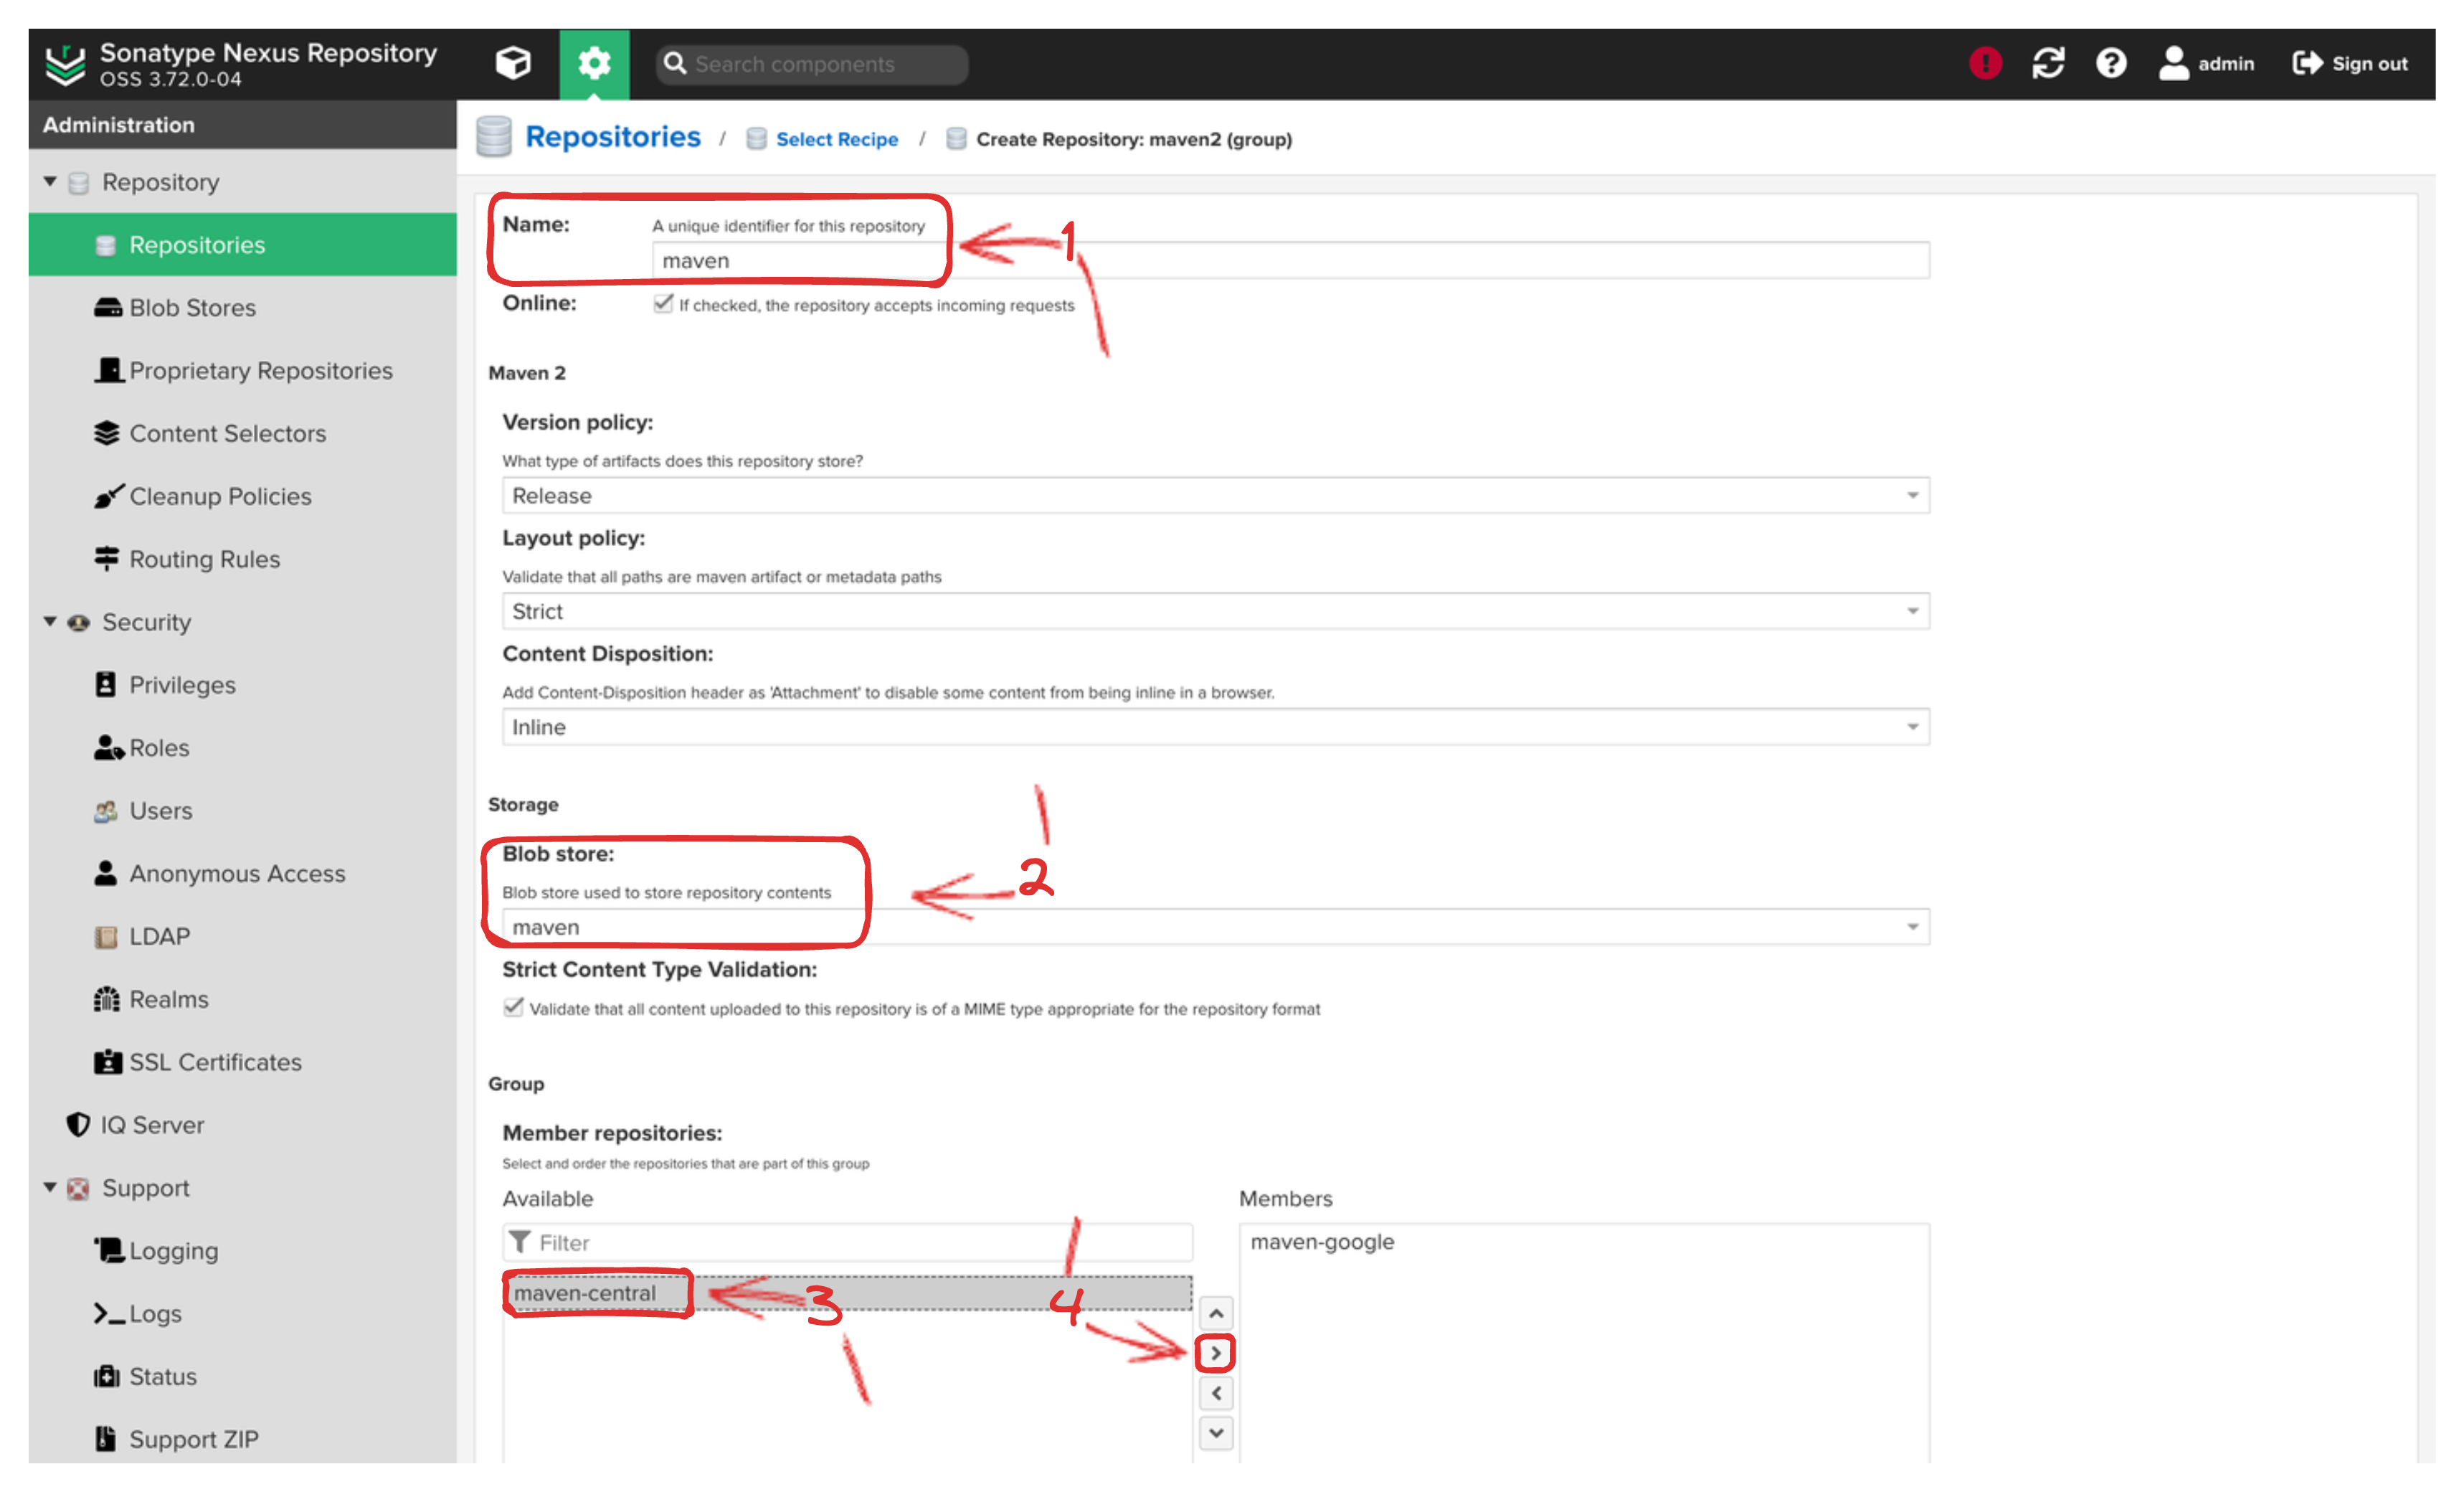 Sonatype Nexus Repository
OSS 3.72.0-04
Search components
admin
Sign out
Administration
Repository
Repositories
Blob Stores
Proprietary Repositories
Content Selectors
Cleanup Policies
Routing Rules
Security
Privileges
Roles
Users
Anonymous Access
LDAP
Realms
SSL Certificates
IQ Server
Support
Logging
Logs
Status
Support ZIP
Repositories / Select Recipe / Create Repository: maven2 (group)
Name: A unique identifier for this repository
1
maven
Online: If checked, the repository accepts incoming requests
Maven 2
Version policy:
What type of artifacts does this repository store?
Release
Layout policy:
Validate that all paths are maven artifact or metadata paths
Strict
Content Disposition:
Add Content-Disposition header as 'Attachment' to disable some content from being inline in a browser.
Inline
Storage
Blob store:
Blob store used to store repository contents
2
maven
Strict Content Type Validation:
Validate that all content uploaded to this repository is of a MIME type appropriate for the repository format
Group
Member repositories:
Select and order the repositories that are part of this group
Available
Filter
maven-central
3
4
Members
maven-google